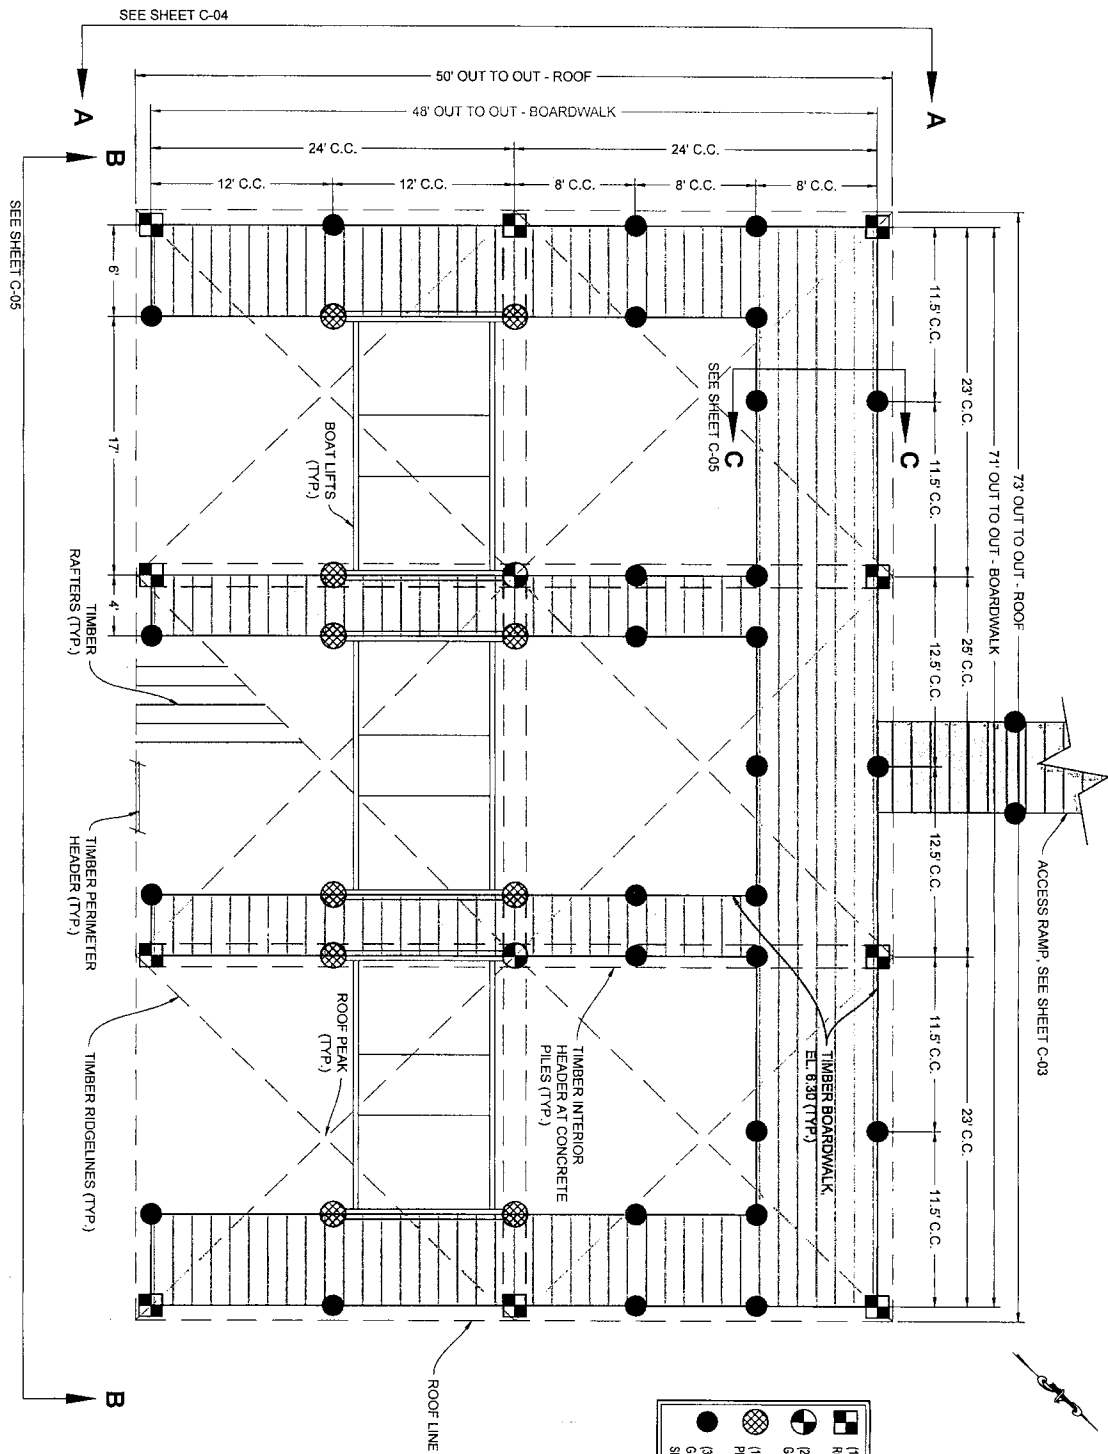 SEE SHEET C-04
A
A
50' OUT TO OUT - ROOF
48' OUT TO OUT - BOARDWALK
24' C.C.
24' C.C.
12' C.C.
12' C.C.
8' C.C.
8' C.C.
8' C.C.
B
B
SEE SHEET C-05
6'
17'
4'
11.5' C.C.
11.5' C.C.
12.5' C.C.
12.5' C.C.
11.5' C.C.
11.5' C.C.
23' C.C.
25' C.C.
23' C.C.
71' OUT TO OUT - BOARDWALK
73' OUT TO OUT - ROOF
C
C
SEE SHEET C-05
BOAT LIFTS
(TYP.)
TIMBER
RAFTERS (TYP.)
TIMBER PERIMETER
HEADER (TYP.)
TIMBER RIDGELINES (TYP.)
ROOF PEAK
(TYP.)
TIMBER INTERIOR
HEADER AT CONCRETE
PILES (TYP.)
TIMBER BOARDWALK,
EL. 6.30 (TYP.)
ACCESS RAMP, SEE SHEET C-03
ROOF LINE